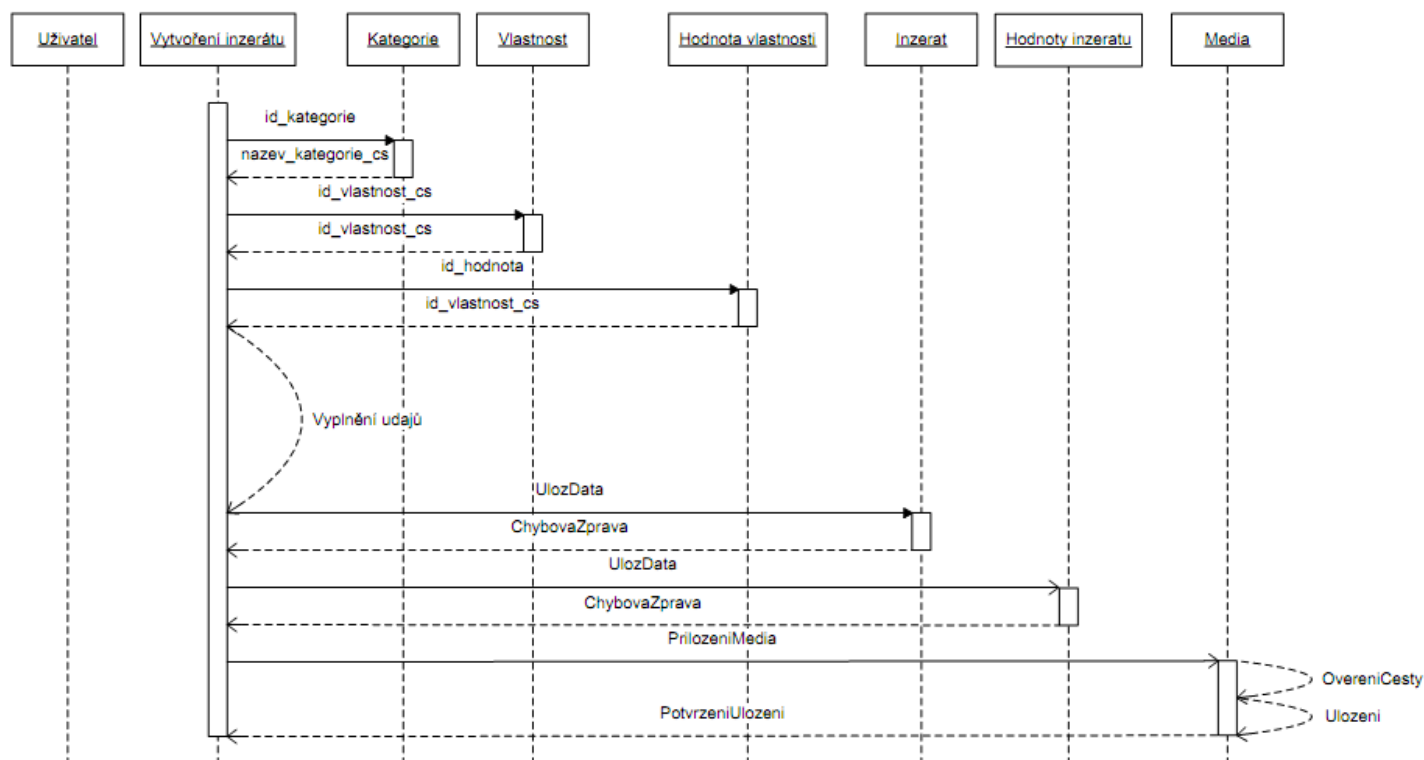 Uživatel
Vytvoření inzerátu
Kategorie
Vlastnost
Hodnota vlastnosti
Inzerat
Hodnoty inzeratu
Media
id_kategorie
nazev_kategorie_cs
id_vlastnost_cs
id_vlastnost_cs
id_hodnota
id_vlastnost_cs
Vyplnění udajů
UlozData
ChybovaZprava
UlozData
ChybovaZprava
PrilozeniMedia
OvereniCesty
PotvrzeniUlozeni
Ulozeni